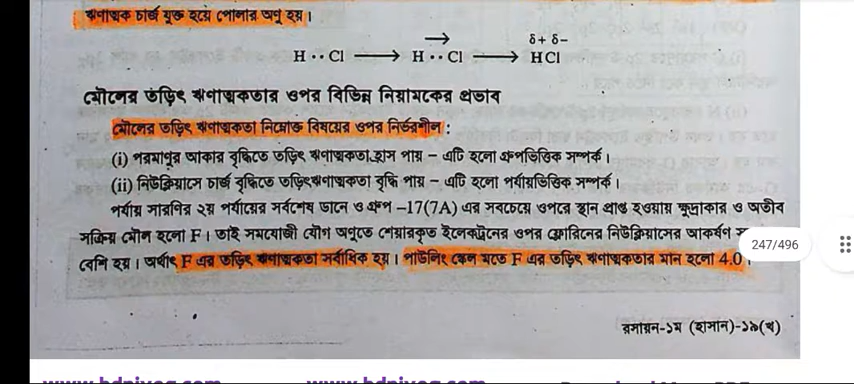 ঋণাত্মক চার্জ যুক্ত হয়ে পোলার অণু হয়।
δ+ δ−
H ·· Cl ⟶ H ·· Cl ⟶ H Cl
মৌলের তড়িৎ ঋণাত্মকতার ওপর বিভিন্ন নিয়ামকের প্রভাব
মৌলের তড়িৎ ঋণাত্মকতা নিম্নোক্ত বিষয়ের ওপর নির্ভরশীল :
(i) পরমাণুর আকার বৃদ্ধিতে তড়িৎ ঋণাত্মকতা হ্রাস পায় – এটি হলো গ্রুপভিত্তিক সম্পর্ক।
(ii) নিউক্লিয়াসে চার্জ বৃদ্ধিতে তড়িৎঋণাত্মকতা বৃদ্ধি পায় – এটি হলো পর্যায়ভিত্তিক সম্পর্ক।
পর্যায় সারণির ২য় পর্যায়ের সর্বশেষ ডানে ও গ্রুপ –17(7A) এর সবচেয়ে ওপরে স্থান প্রাপ্ত হওয়ায় ক্ষুদ্রাকার ও অতীব
সক্রিয় মৌল হলো F। তাই সমযোজী যৌগ অণুতে শেয়ারকৃত ইলেকট্রনের ওপর ফ্লোরিনের নিউক্লিয়াসের আকর্ষণ
বেশি হয়। অর্থাৎ F এর তড়িৎ ঋণাত্মকতা সর্বাধিক হয়। পাউলিং স্কেল মতে F এর তড়িৎ ঋণাত্মকতার মান হলো 4.0।
247/496
রসায়ন-১ম (হাসান)-১৯(খ)